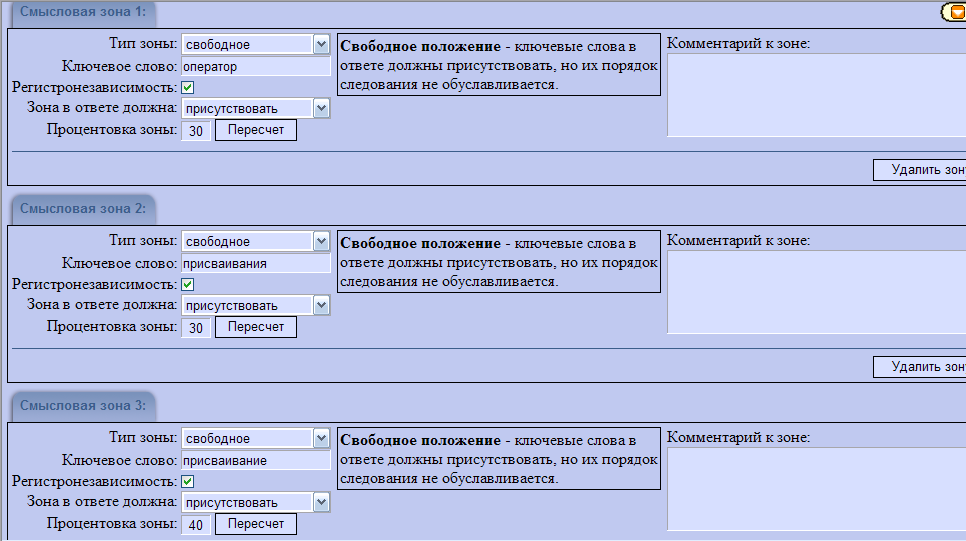 Смысловая зона 1:
Тип зоны: свободное
Ключевое слово: оператор
Регистронезависимость:
Зона в ответе должна: присутствовать
Процентовка зоны: 30 Пересчет
Свободное положение - ключевые слова в
ответе должны присутствовать, но их порядок
следования не обуславливается.
Комментарий к зоне:
Удалить зон
Смысловая зона 2:
Тип зоны: свободное
Ключевое слово: присваивания
Регистронезависимость:
Зона в ответе должна: присутствовать
Процентовка зоны: 30 Пересчет
Свободное положение - ключевые слова в
ответе должны присутствовать, но их порядок
следования не обуславливается.
Комментарий к зоне:
Удалить зон
Смысловая зона 3:
Тип зоны: свободное
Ключевое слово: присваивание
Регистронезависимость:
Зона в ответе должна: присутствовать
Процентовка зоны: 40 Пересчет
Свободное положение - ключевые слова в
ответе должны присутствовать, но их порядок
следования не обуславливается.
Комментарий к зоне: